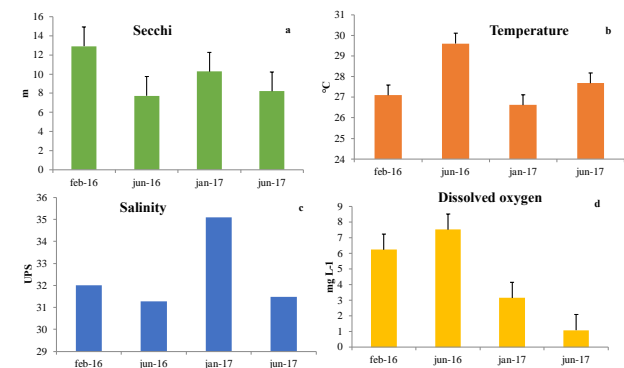 Secchi
a
16
14
12
10
8
6
4
2
0
m
feb-16 jun-16 jan-17 jun-17
Temperature
b
31
30
29
28
27
26
25
24
°C
feb-16 jun-16 jan-17 jun-17
Salinity
c
36
35
34
33
32
31
30
29
UPS
feb-16 jun-16 jan-17 jun-17
Dissolved oxygen
d
9
8
7
6
5
4
3
2
1
0
mg L-1
feb-16 jun-16 jan-17 jun-17